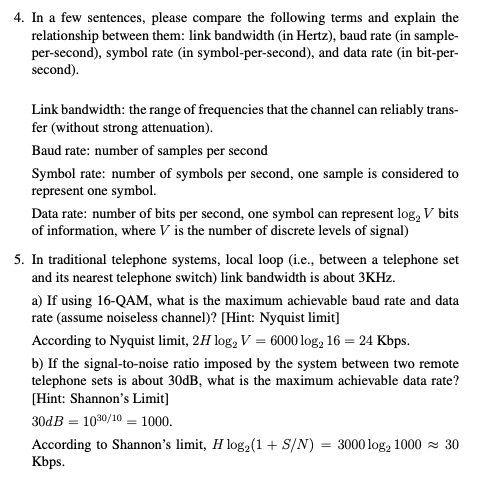 4. In a few sentences, please compare the following terms and explain the
relationship between them: link bandwidth (in Hertz), baud rate (in sample-
per-second), symbol rate (in symbol-per-second), and data rate (in bit-per-
second).
Link bandwidth: the range of frequencies that the channel can reliably trans-
fer (without strong attenuation).
Baud rate: number of samples per second
Symbol rate: number of symbols per second, one sample is considered to
represent one symbol.
Data rate: number of bits per second, one symbol can represent log₂ V bits
of information, where V is the number of discrete levels of signal)
5. In traditional telephone systems, local loop (i.e., between a telephone set
and its nearest telephone switch) link bandwidth is about 3KHz.
a) If using 16-QAM, what is the maximum achievable baud rate and data
rate (assume noiseless channel)? [Hint: Nyquist limit]
According to Nyquist limit, 2H log₂ V = 6000 log₂ 16 = 24 Kbps.
b) If the signal-to-noise ratio imposed by the system between two remote
telephone sets is about 30dB, what is the maximum achievable data rate?
[Hint: Shannon's Limit]
30dB = 10^{30/10} = 1000.
According to Shannon's limit, H log₂(1 + S/N) = 3000 log₂ 1000 ≈ 30
Kbps.